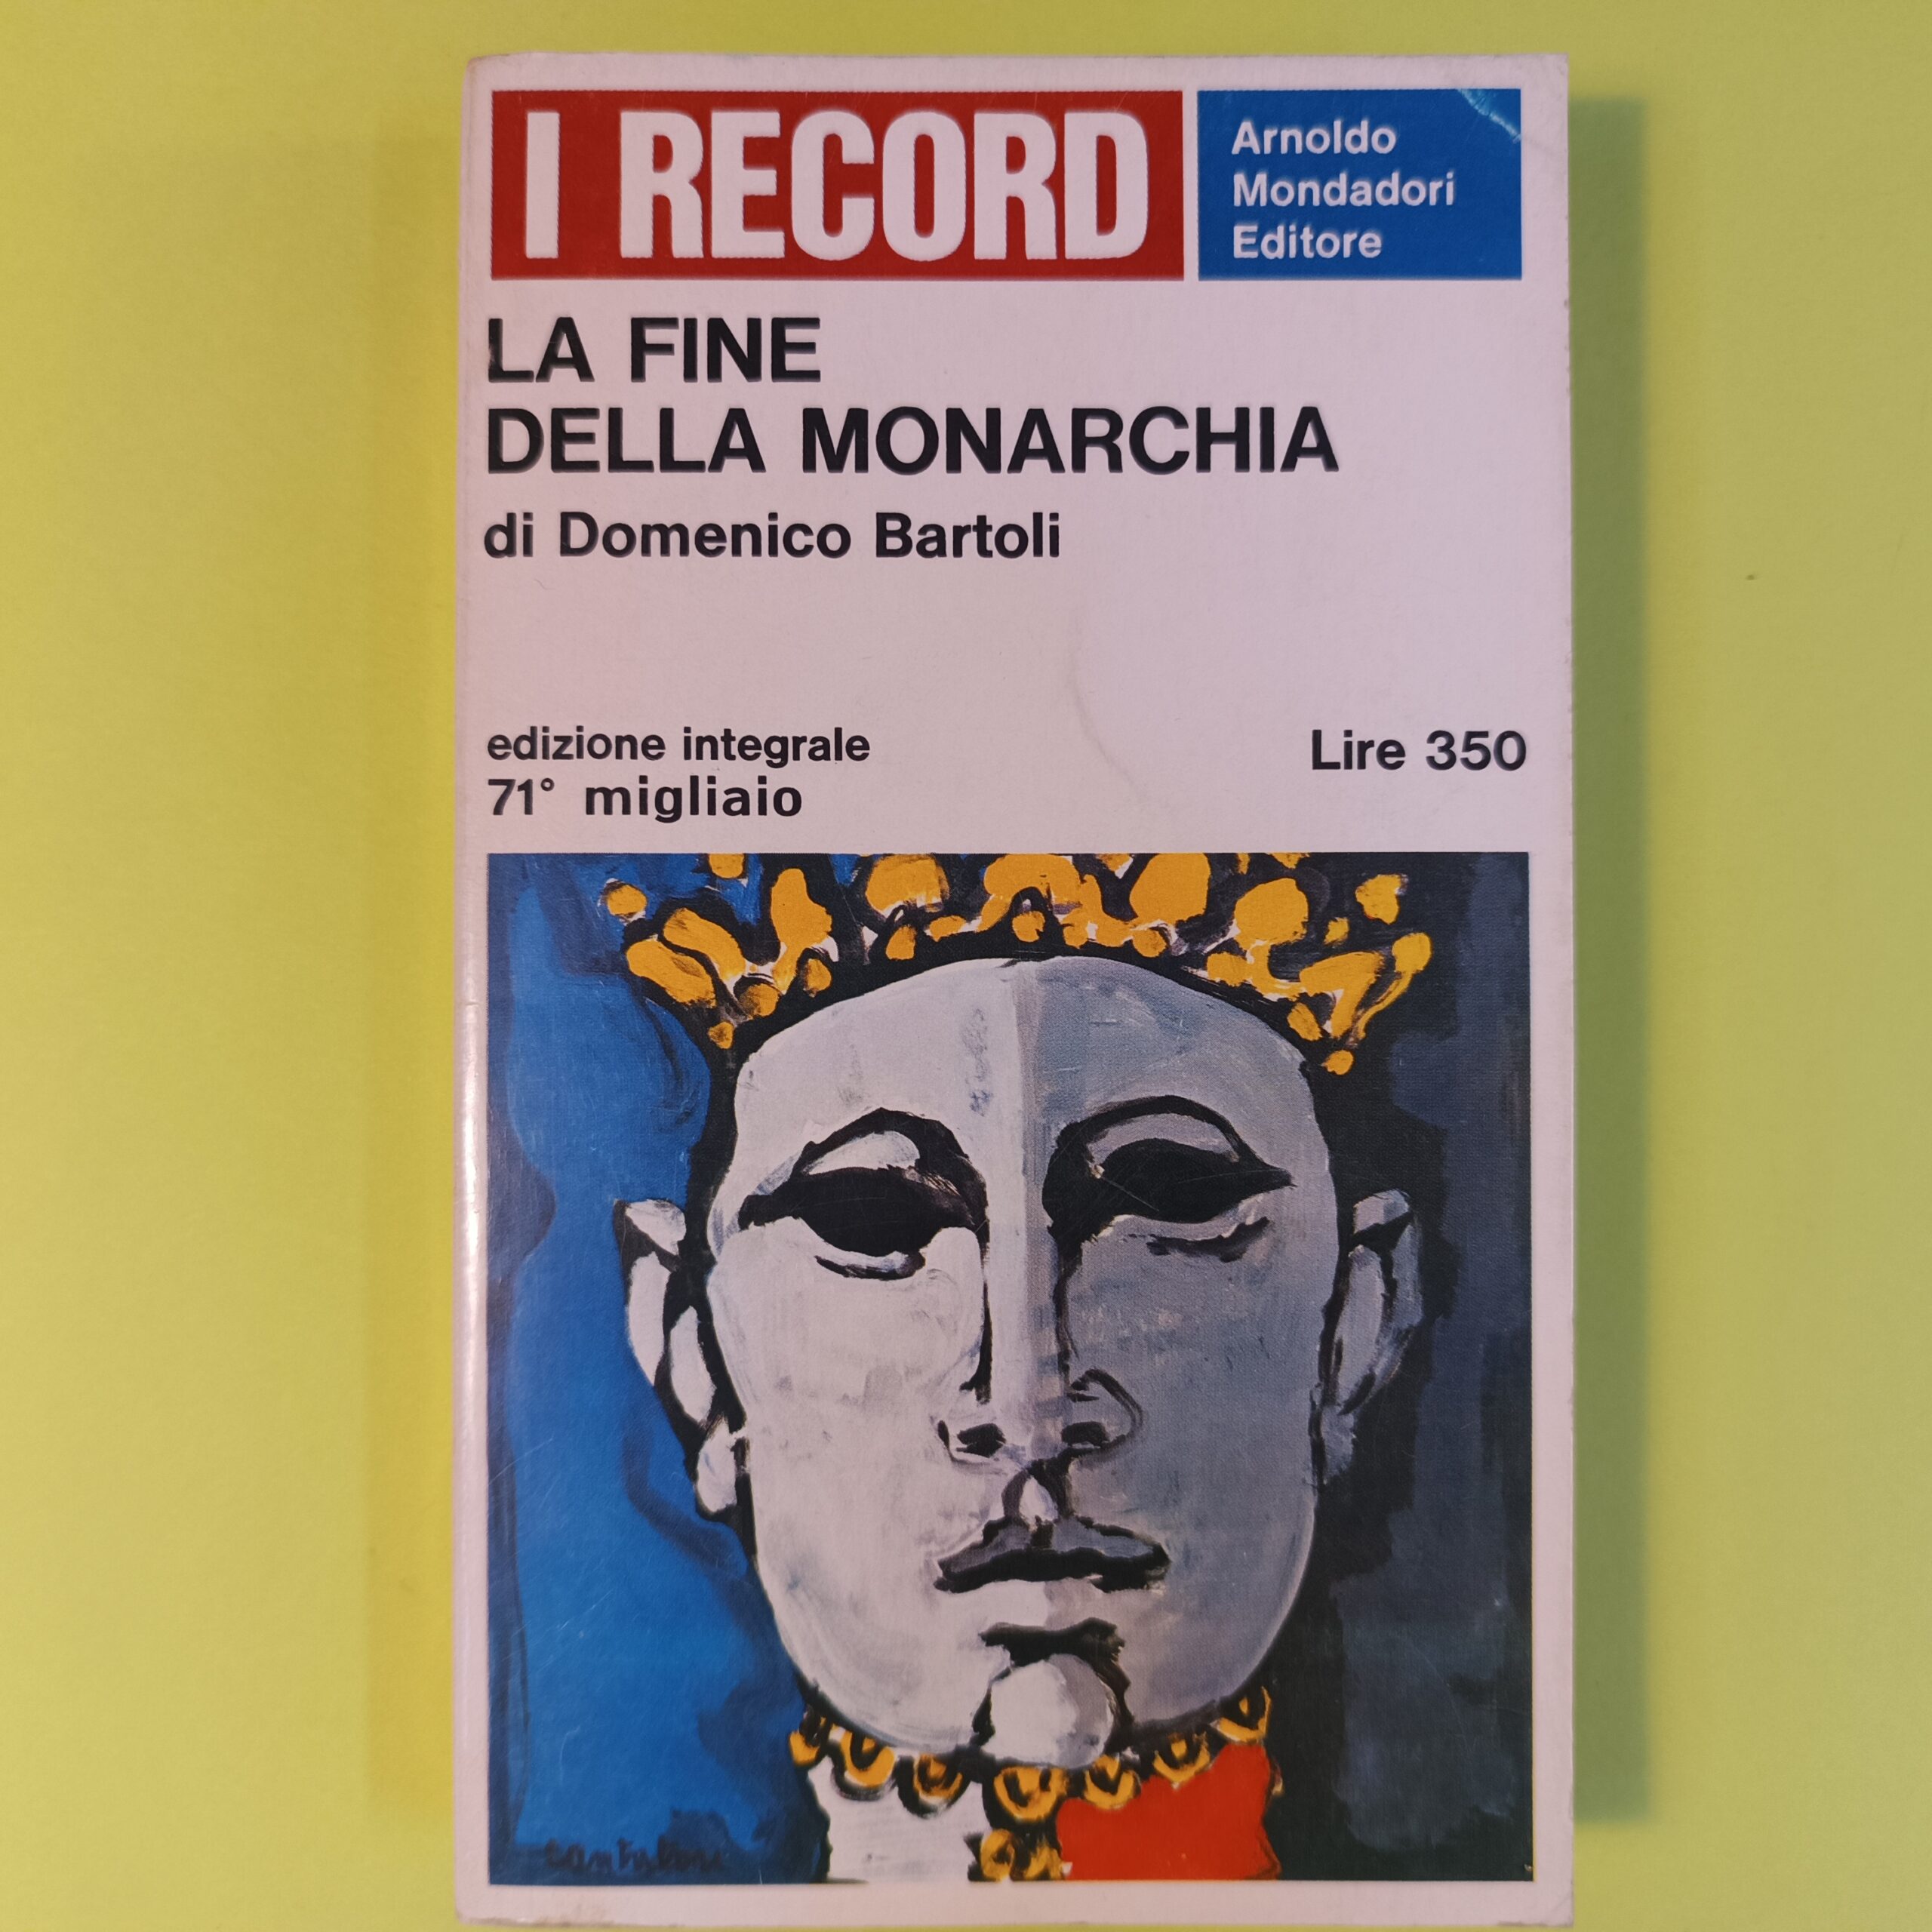 I RECORD
Arnoldo
Mondadori
Editore
LA FINE
DELLA MONARCHIA
di Domenico Bartoli
edizione integrale
71° migliaio
Lire 350